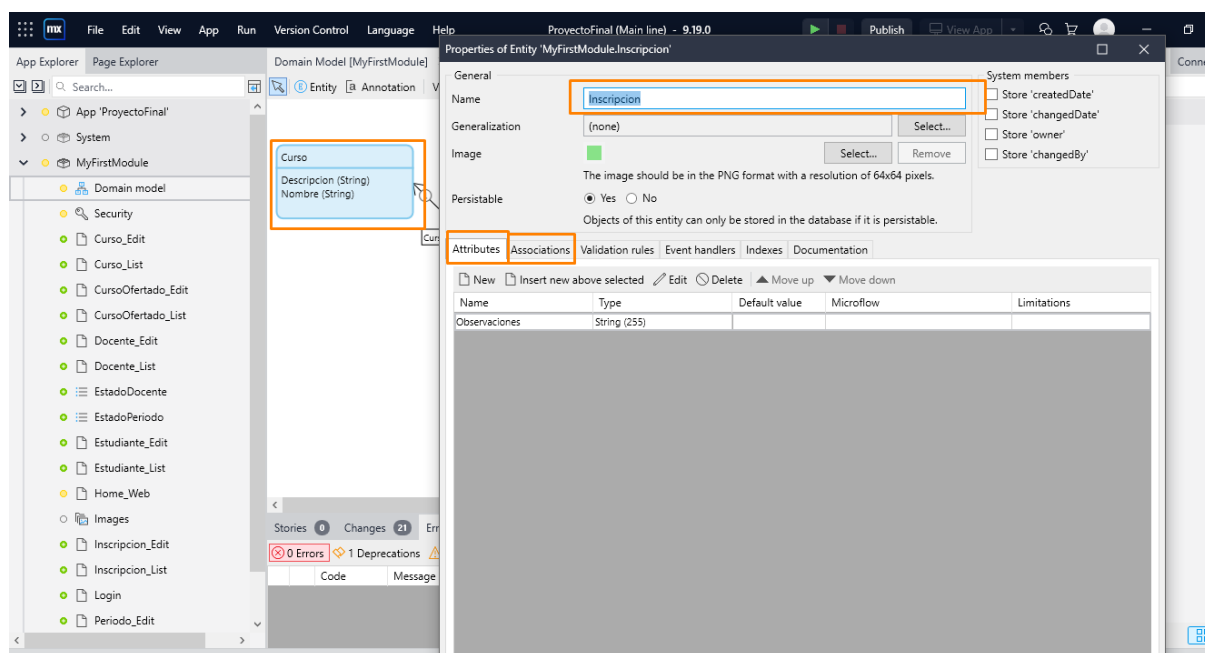 mx File Edit View App Run Version Control Language Help ProyectoFinal (Main line) - 9.19.0 Publish View App
App Explorer Page Explorer
Search...
App 'ProyectoFinal'
System
MyFirstModule
Domain model
Security
Curso_Edit
Curso_List
CursoOfertado_Edit
CursoOfertado_List
Docente_Edit
Docente_List
EstadoDocente
EstadoPeriodo
Estudiante_Edit
Estudiante_List
Home_Web
Images
Inscripcion_Edit
Inscripcion_List
Login
Periodo_Edit
Domain Model [MyFirstModule]
Entity Annotation V
Curso
Descripcion (String)
Nombre (String)
Cur
Stories 0 Changes 21 Err
0 Errors 1 Deprecations
Code Message
Properties of Entity 'MyFirstModule.Inscripcion'
General
Name Inscripcion
Generalization (none) Select...
Image Select... Remove
The image should be in the PNG format with a resolution of 64x64 pixels.
Persistable Yes No
Objects of this entity can only be stored in the database if it is persistable.
System members
Store 'createdDate'
Store 'changedDate'
Store 'owner'
Store 'changedBy'
Attributes Associations Validation rules Event handlers Indexes Documentation
New Insert new above selected Edit Delete Move up Move down
Name Type Default value Microflow Limitations
Observaciones String (255)
Conne